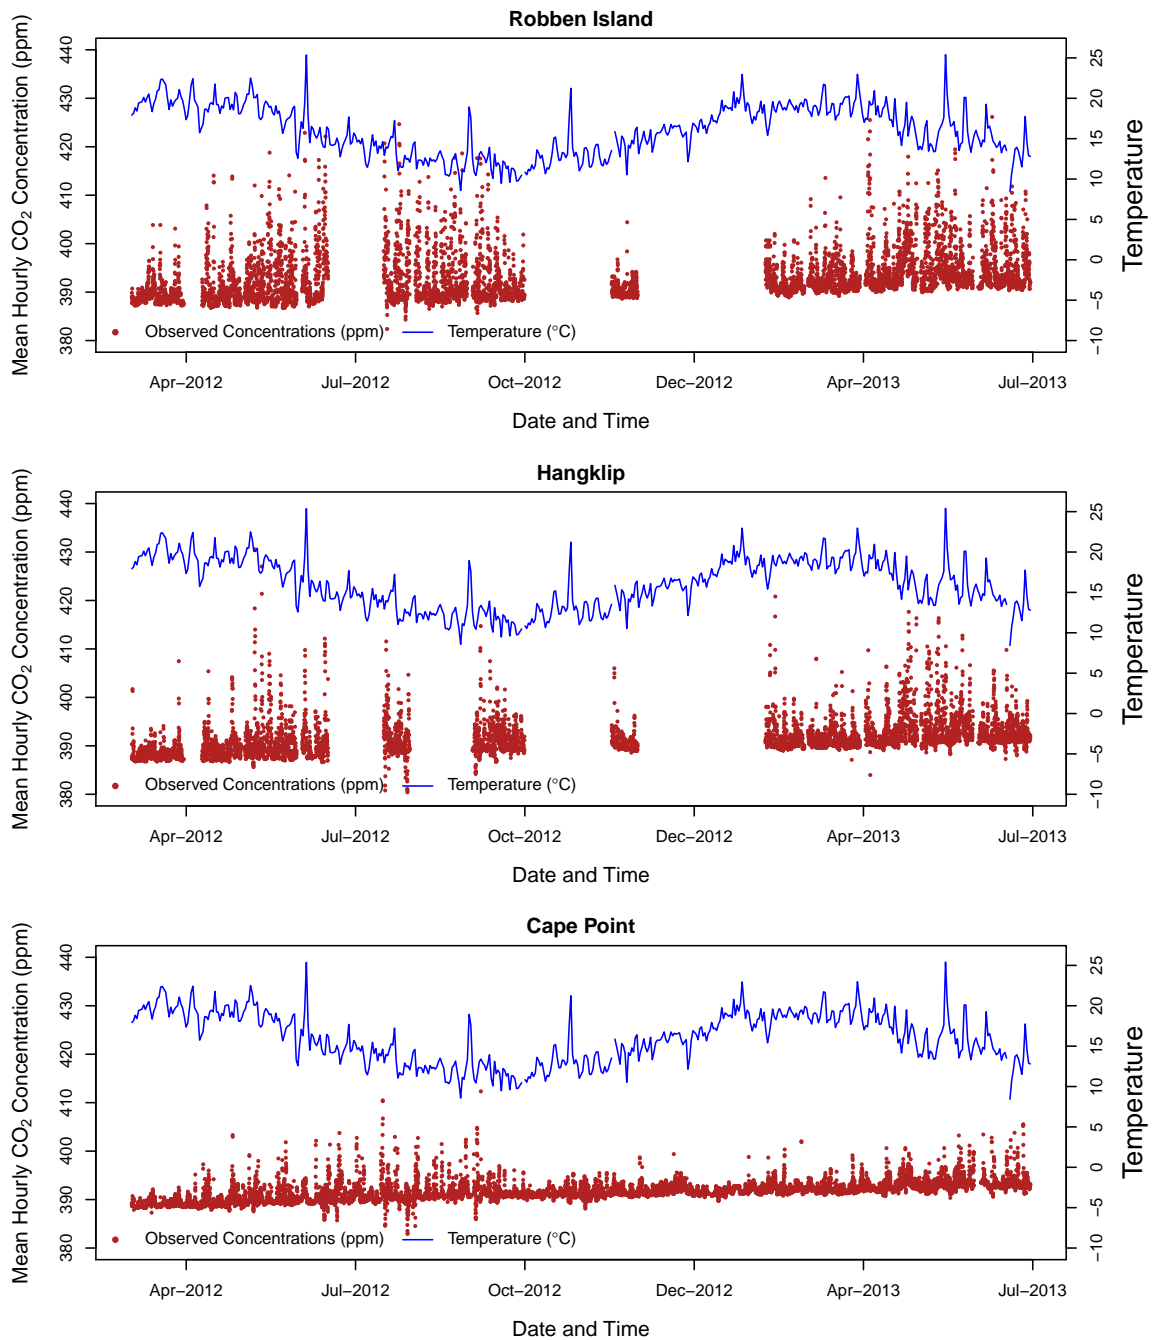 Robben Island
Mean Hourly CO₂ Concentration (ppm)
440
430
420
410
400
390
380
25
20
15
10
5
0
−5
−10
Temperature
Observed Concentrations (ppm) Temperature (°C)
Apr−2012 Jul−2012 Oct−2012 Dec−2012 Apr−2013 Jul−2013
Date and Time
Hangklip
Mean Hourly CO₂ Concentration (ppm)
440
430
420
410
400
390
380
25
20
15
10
5
0
−5
−10
Temperature
Observed Concentrations (ppm) Temperature (°C)
Apr−2012 Jul−2012 Oct−2012 Dec−2012 Apr−2013 Jul−2013
Date and Time
Cape Point
Mean Hourly CO₂ Concentration (ppm)
440
430
420
410
400
390
380
25
20
15
10
5
0
−5
−10
Temperature
Observed Concentrations (ppm) Temperature (°C)
Apr−2012 Jul−2012 Oct−2012 Dec−2012 Apr−2013 Jul−2013
Date and Time